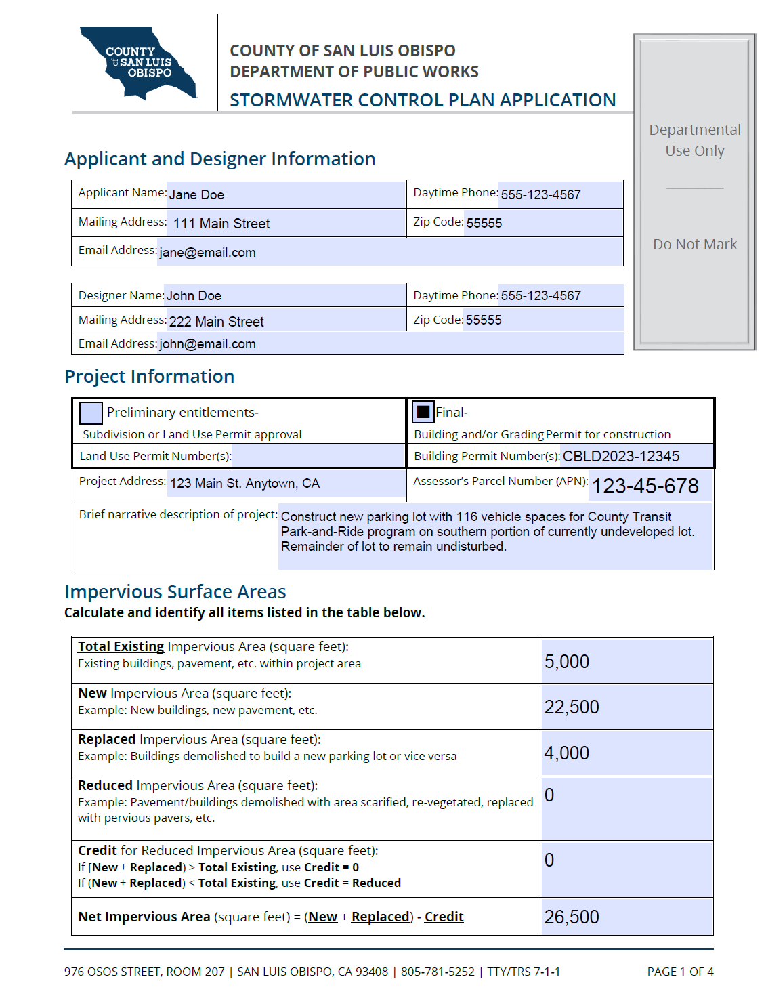 COUNTY
of SAN LUIS
OBISPO
COUNTY OF SAN LUIS OBISPO
DEPARTMENT OF PUBLIC WORKS
STORMWATER CONTROL PLAN APPLICATION
Departmental
Use Only
Do Not Mark
Applicant and Designer Information
Applicant Name: Jane Doe Daytime Phone: 555-123-4567
Mailing Address: 111 Main Street Zip Code: 55555
Email Address: jane@email.com
Designer Name: John Doe Daytime Phone: 555-123-4567
Mailing Address: 222 Main Street Zip Code: 55555
Email Address: john@email.com
Project Information
Preliminary entitlements- Final-
Subdivision or Land Use Permit approval Building and/or Grading Permit for construction
Land Use Permit Number(s): Building Permit Number(s): CBLD2023-12345
Project Address: 123 Main St. Anytown, CA Assessor's Parcel Number (APN): 123-45-678
Brief narrative description of project: Construct new parking lot with 116 vehicle spaces for County Transit
Park-and-Ride program on southern portion of currently undeveloped lot.
Remainder of lot to remain undisturbed.
Impervious Surface Areas
Calculate and identify all items listed in the table below.
Total Existing Impervious Area (square feet):
Existing buildings, pavement, etc. within project area
5,000
New Impervious Area (square feet):
Example: New buildings, new pavement, etc.
22,500
Replaced Impervious Area (square feet):
Example: Buildings demolished to build a new parking lot or vice versa
4,000
Reduced Impervious Area (square feet):
Example: Pavement/buildings demolished with area scarified, re-vegetated, replaced
with pervious pavers, etc.
0
Credit for Reduced Impervious Area (square feet):
If [New + Replaced) > Total Existing, use Credit = 0
If (New + Replaced) < Total Existing, use Credit = Reduced
0
Net Impervious Area (square feet) = (New + Replaced) - Credit 26,500
976 OSOS STREET, ROOM 207 | SAN LUIS OBISPO, CA 93408 | 805-781-5252 | TTY/TRS 7-1-1 PAGE 1 OF 4